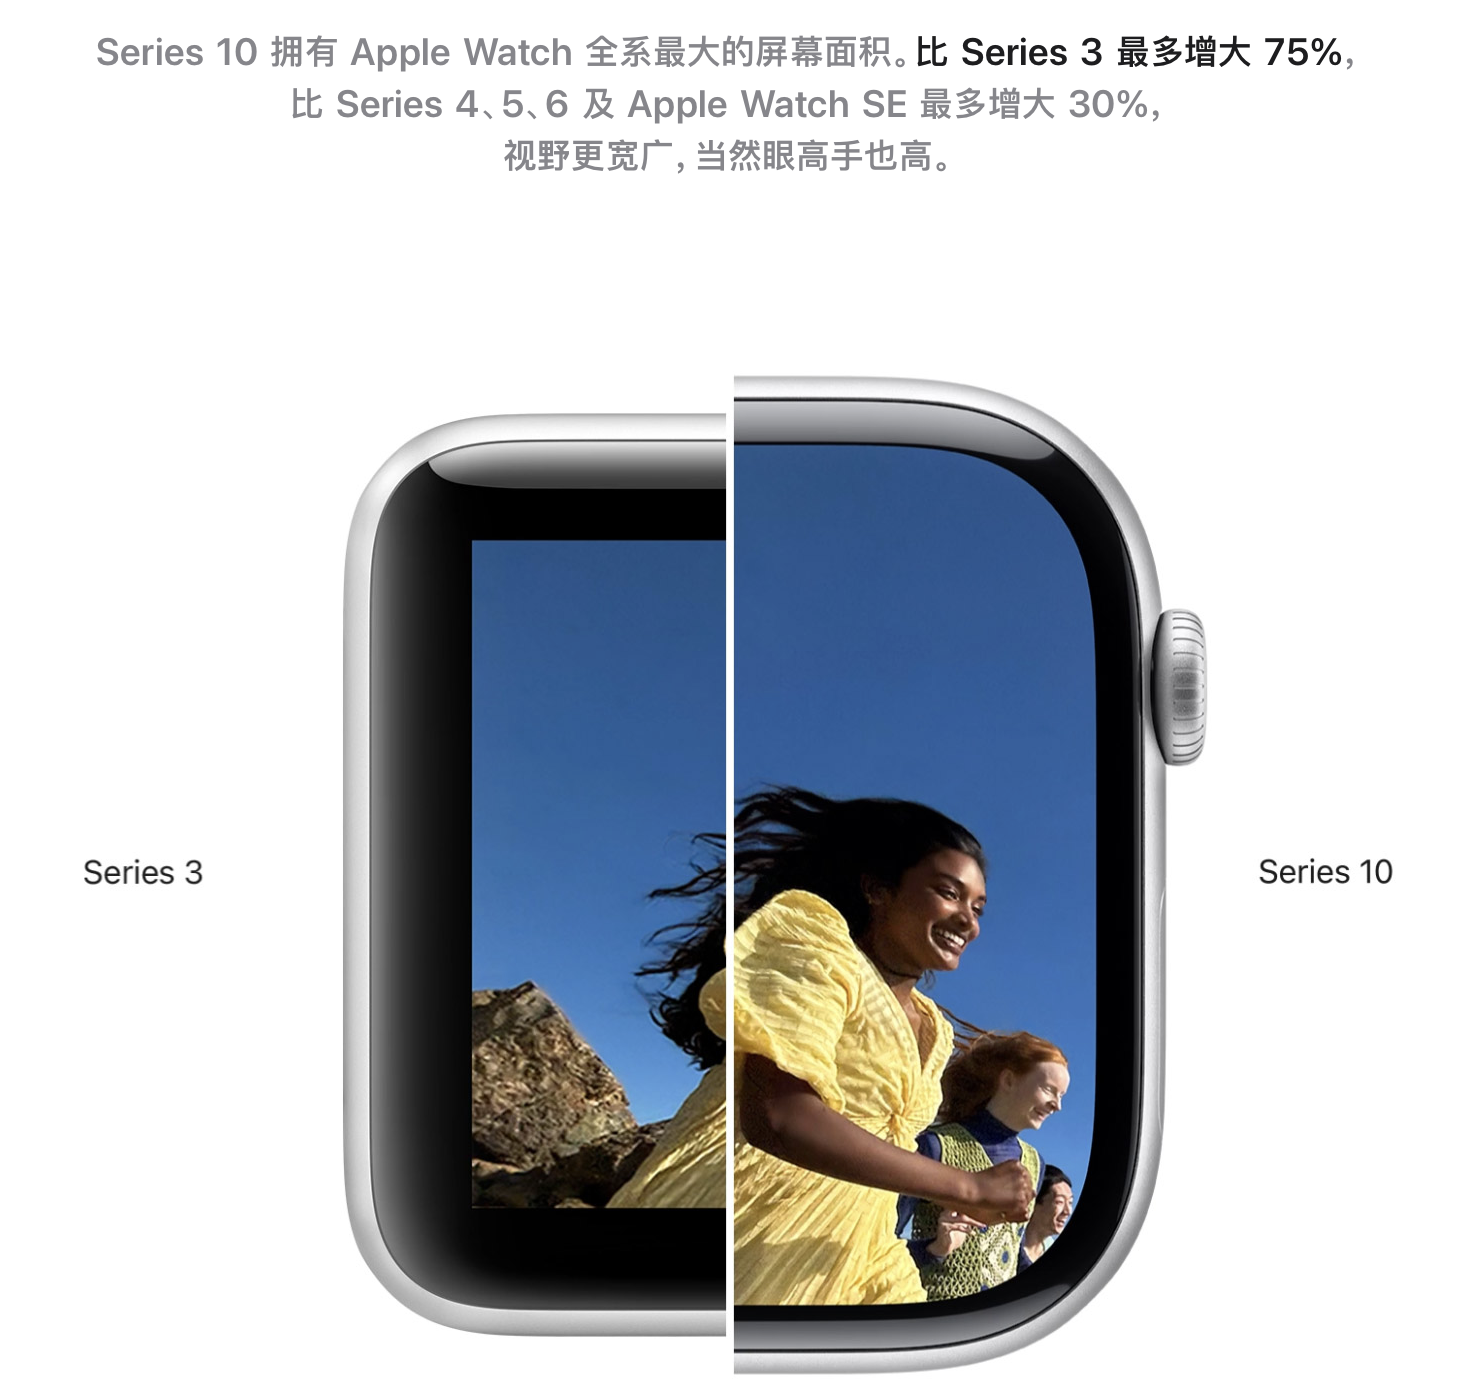 Series 10 拥有 Apple Watch 全系最大的屏幕面积。比 Series 3 最多增大 75%，
比 Series 4、5、6 及 Apple Watch SE 最多增大 30%，
视野更宽广，当然眼高手也高。
Series 3
Series 10